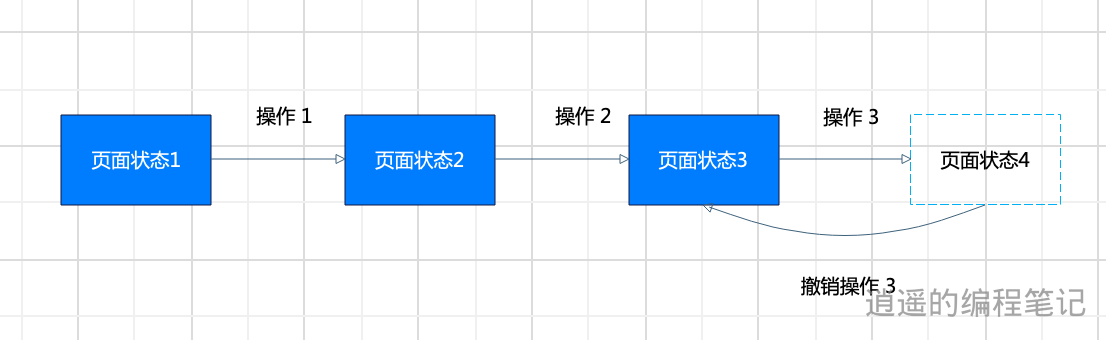 操作 1
操作 2
操作 3
页面状态1
页面状态2
页面状态3
页面状态4
撤销操作 3
逍遥的编程笔记